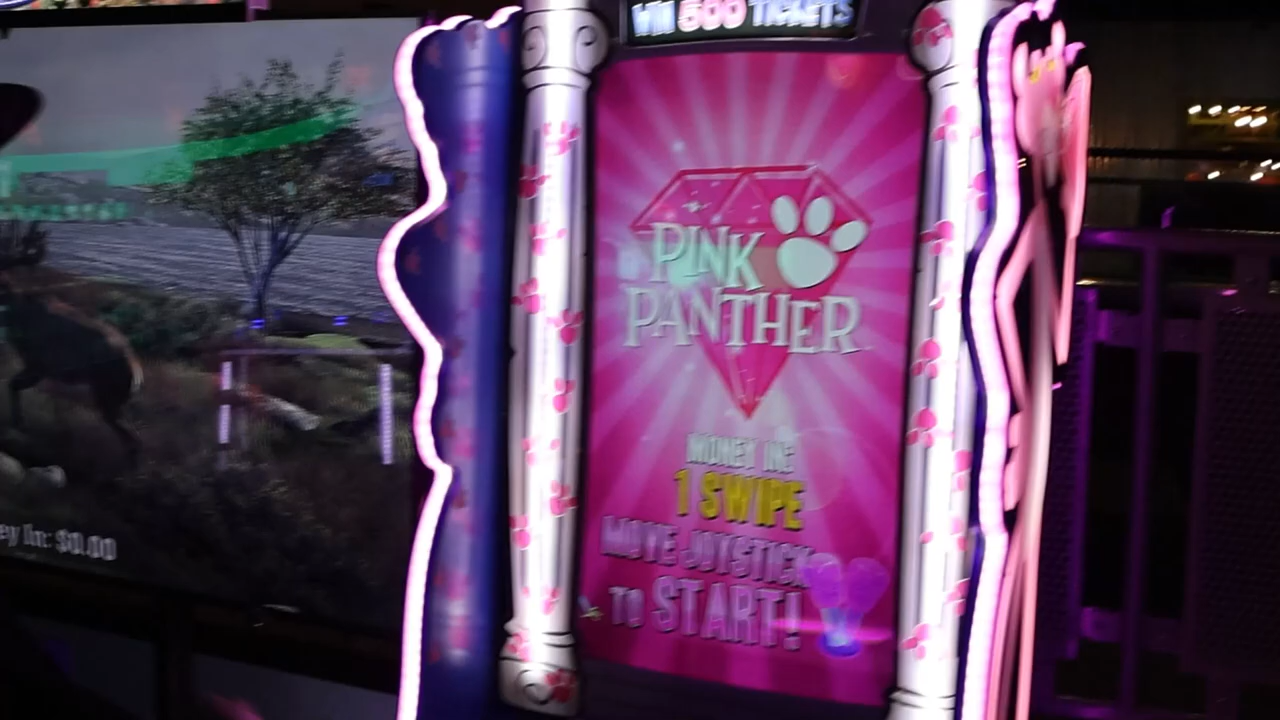 WIN 500 TICKETS
PINK
PANTHER
MONEY IN:
1 SWIPE
MOVE JOYSTICK
TO START!
ey In: $0.00